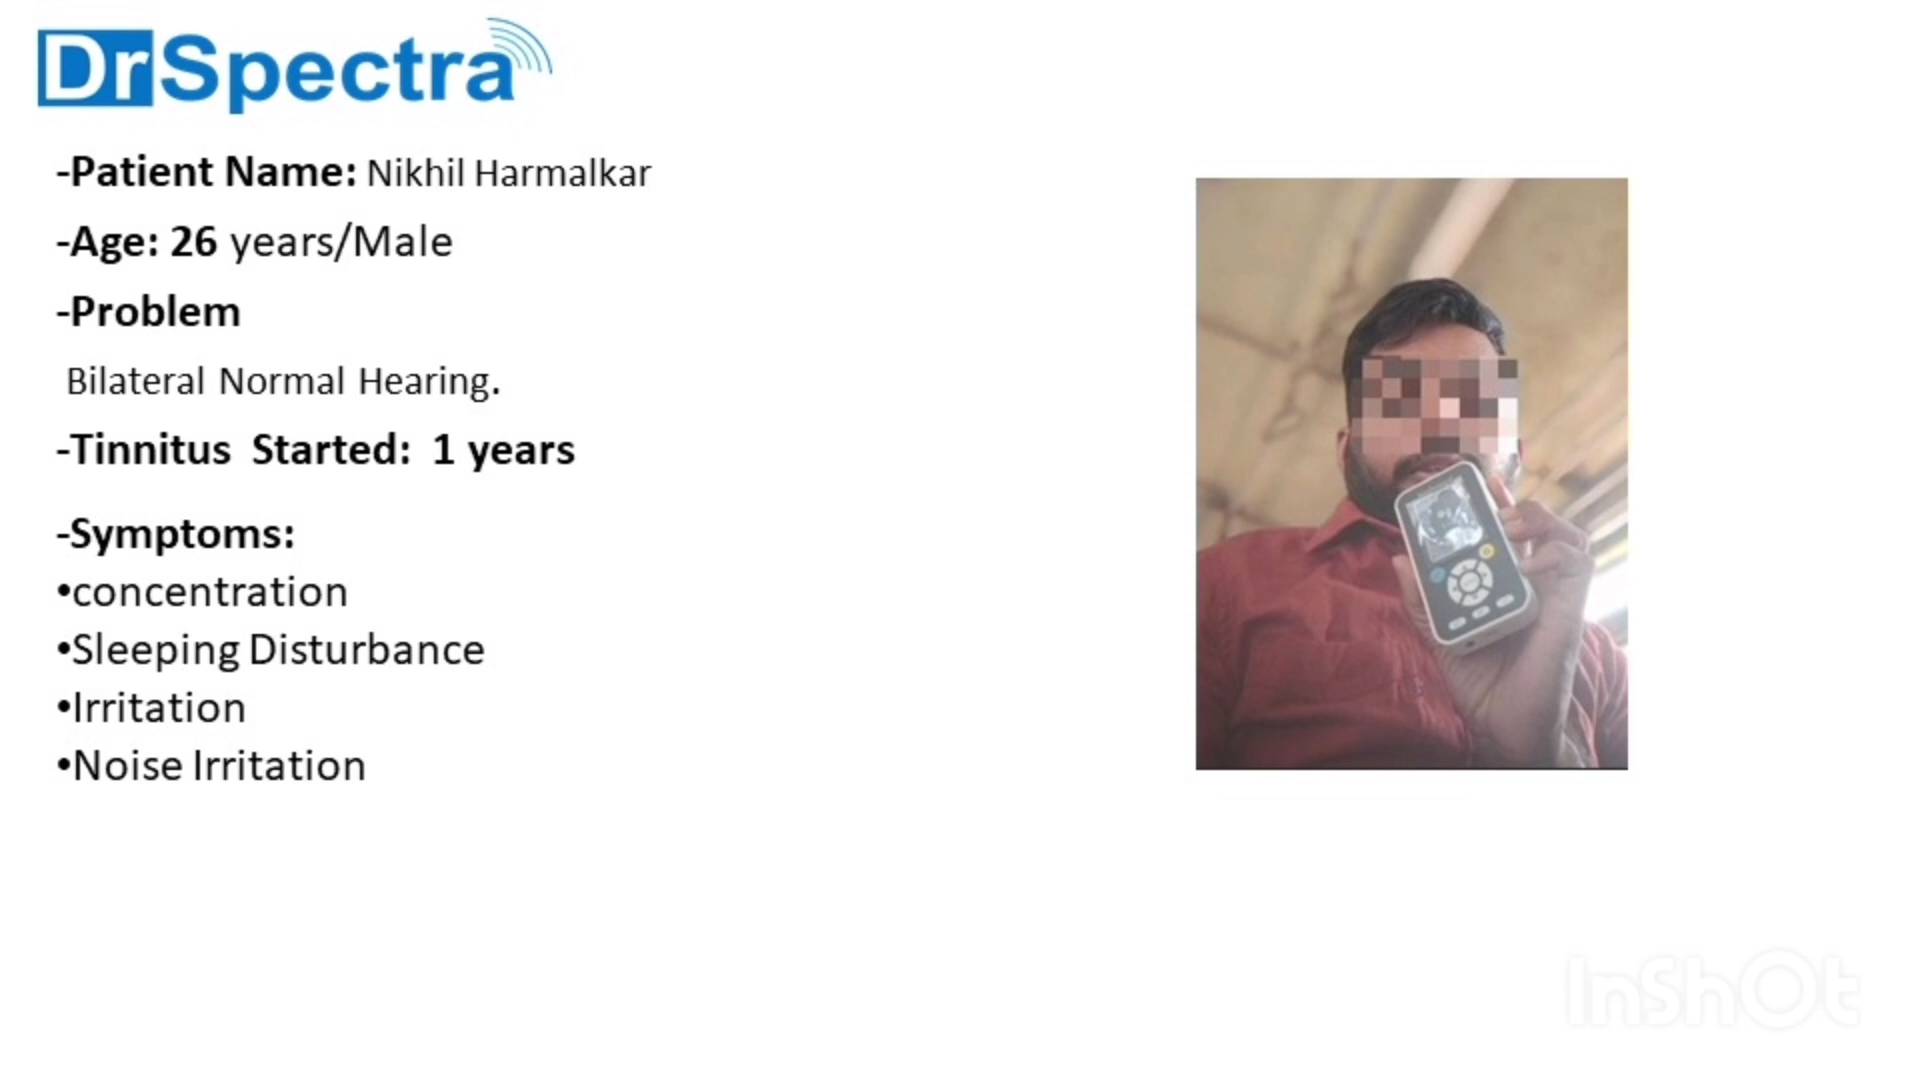 DrSpectra
-Patient Name: Nikhil Harmalkar
-Age: 26 years/Male
-Problem
Bilateral Normal Hearing.
-Tinnitus Started: 1 years
-Symptoms:
•concentration
•Sleeping Disturbance
•Irritation
•Noise Irritation
InShOt